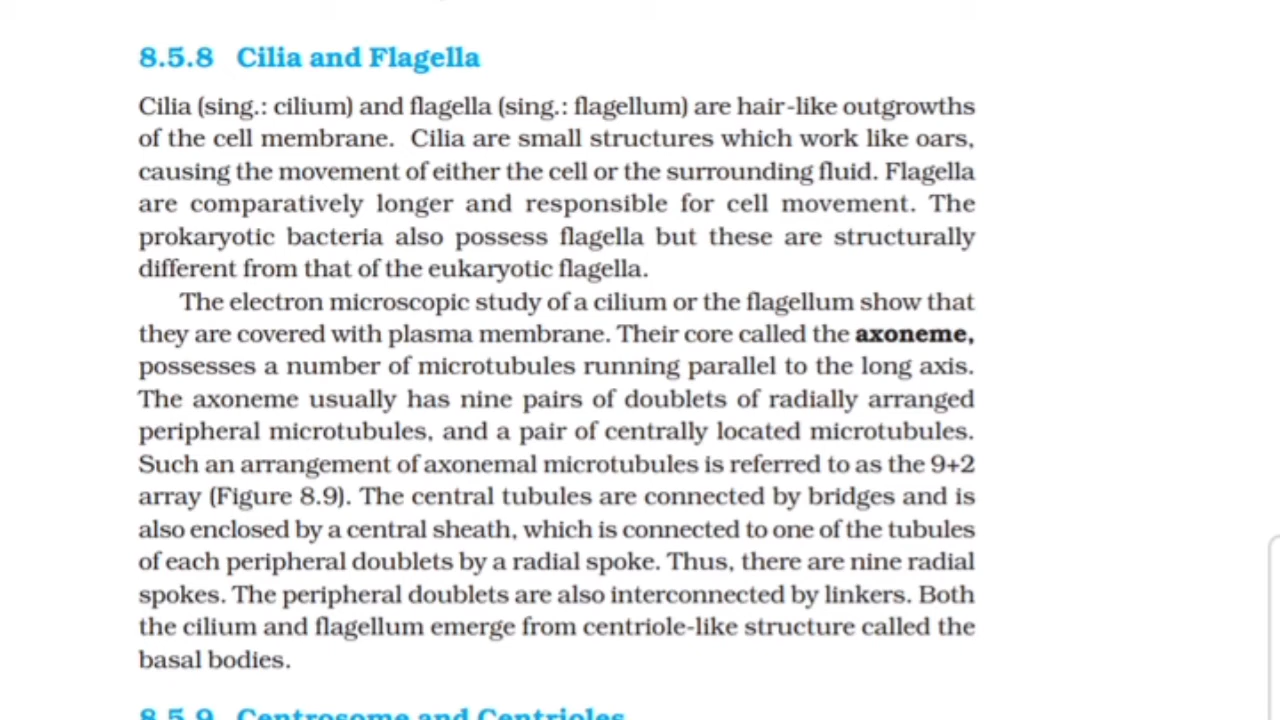 8.5.8 Cilia and Flagella
Cilia (sing.: cilium) and flagella (sing.: flagellum) are hair-like outgrowths
of the cell membrane. Cilia are small structures which work like oars,
causing the movement of either the cell or the surrounding fluid. Flagella
are comparatively longer and responsible for cell movement. The
prokaryotic bacteria also possess flagella but these are structurally
different from that of the eukaryotic flagella.
The electron microscopic study of a cilium or the flagellum show that
they are covered with plasma membrane. Their core called the axoneme,
possesses a number of microtubules running parallel to the long axis.
The axoneme usually has nine pairs of doublets of radially arranged
peripheral microtubules, and a pair of centrally located microtubules.
Such an arrangement of axonemal microtubules is referred to as the 9+2
array (Figure 8.9). The central tubules are connected by bridges and is
also enclosed by a central sheath, which is connected to one of the tubules
of each peripheral doublets by a radial spoke. Thus, there are nine radial
spokes. The peripheral doublets are also interconnected by linkers. Both
the cilium and flagellum emerge from centriole-like structure called the
basal bodies.
8.5.9 Centrosome and Centrioles